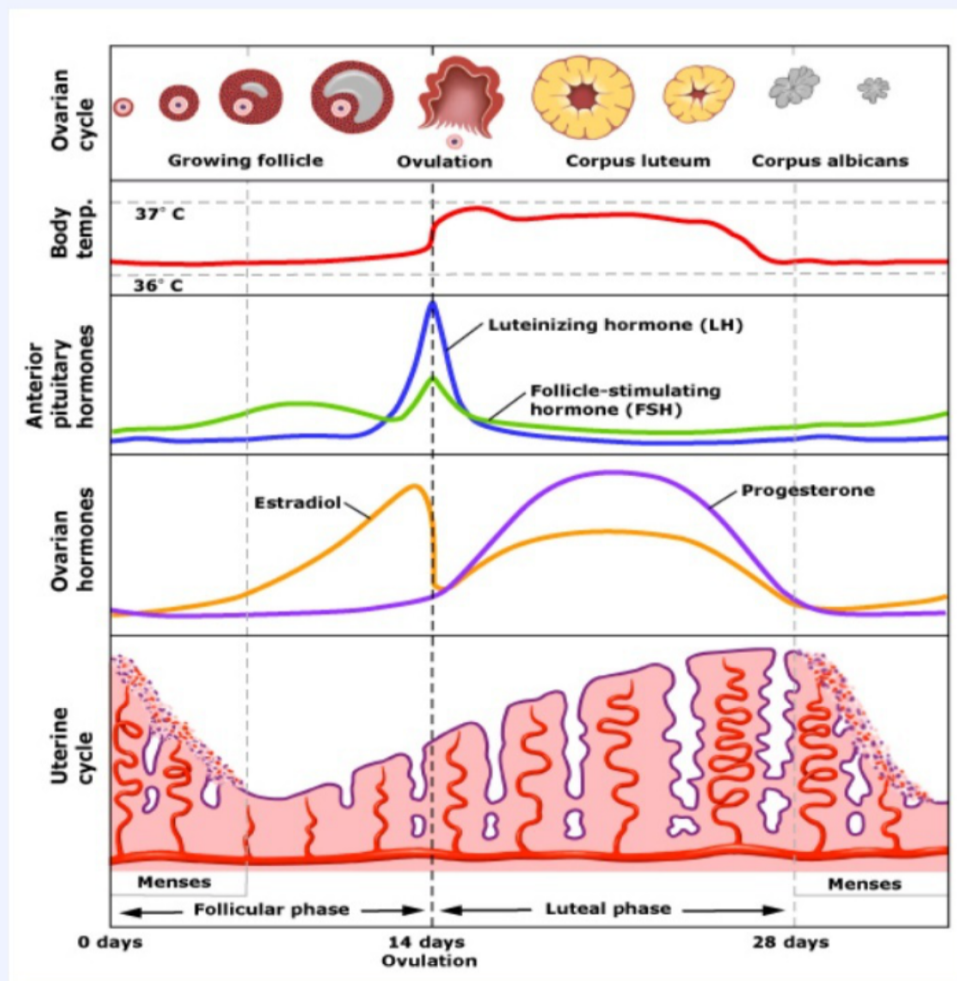 Ovarian
cycle
Growing follicle
Ovulation
Corpus luteum
Corpus albicans
Body
temp.
37° C
36° C
Anterior
pituitary
hormones
Luteinizing hormone (LH)
Follicle-stimulating
hormone (FSH)
Ovarian
hormones
Estradiol
Progesterone
Uterine
cycle
Menses
Menses
Follicular phase
Luteal phase
0 days
14 days
Ovulation
28 days